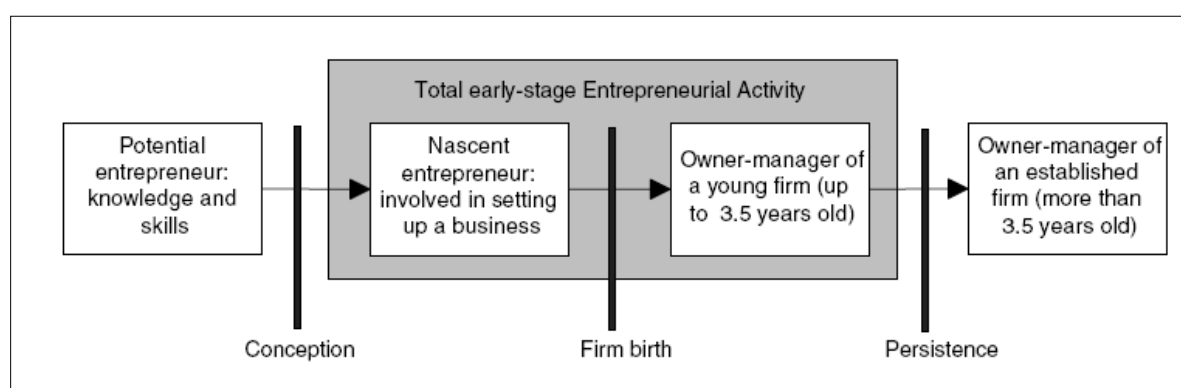 Total early-stage Entrepreneurial Activity
Potential
entrepreneur:
knowledge and
skills
Nascent
entrepreneur:
involved in setting
up a business
Owner-manager of
a young firm (up
to 3.5 years old)
Owner-manager of
an established
firm (more than
3.5 years old)
Conception
Firm birth
Persistence